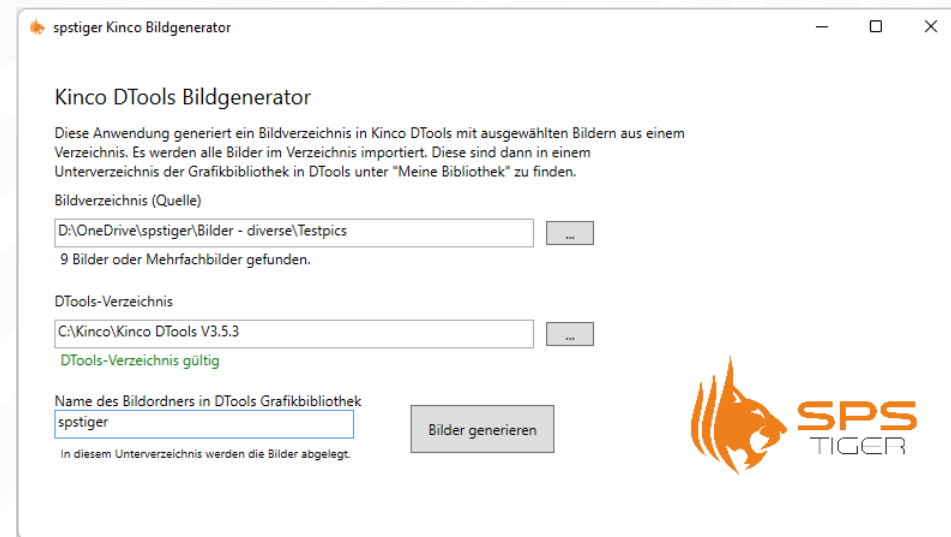 spstiger Kinco Bildgenerator
Kinco DTools Bildgenerator
Diese Anwendung generiert ein Bildverzeichnis in Kinco DTools mit ausgewählten Bildern aus einem
Verzeichnis. Es werden alle Bilder im Verzeichnis importiert. Diese sind dann in einem
Unterverzeichnis der Grafikbibliothek in DTools unter "Meine Bibliothek" zu finden.
Bildverzeichnis (Quelle)
D:\OneDrive\spstiger\Bilder - diverse\Testpics
...
9 Bilder oder Mehrfachbilder gefunden.
DTools-Verzeichnis
C:\Kinco\Kinco DTools V3.5.3
...
DTools-Verzeichnis gültig
Name des Bildordners in DTools Grafikbibliothek
spstiger
Bilder generieren
In diesem Unterverzeichnis werden die Bilder abgelegt.
SPS
TIGER